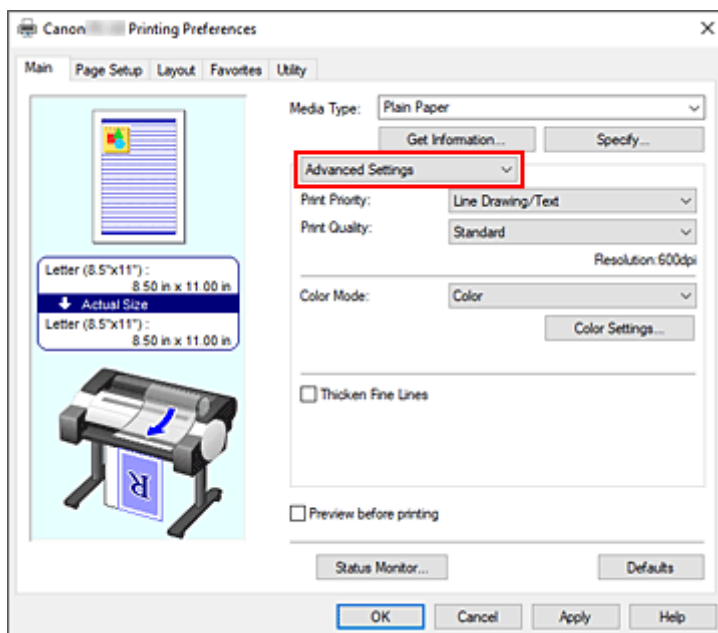 Canon Printing Preferences
Main Page Setup Layout Favorites Utility
Media Type: Plain Paper
Get Information... Specify...
Advanced Settings
Print Priority: Line Drawing/Text
Print Quality: Standard
Resolution:600dpi
Letter (8.5"x11") :
8.50 in x 11.00 in
Actual Size
Letter (8.5"x11") :
8.50 in x 11.00 in
Color Mode: Color
Color Settings...
Thicken Fine Lines
R
Preview before printing
Status Monitor... Defaults
OK Cancel Apply Help